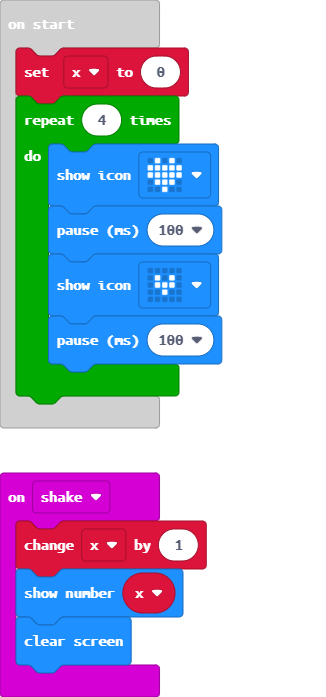 on start
set x to 0
repeat 4 times
do
show icon
pause (ms) 100
show icon
pause (ms) 100
on shake
change x by 1
show number x
clear screen